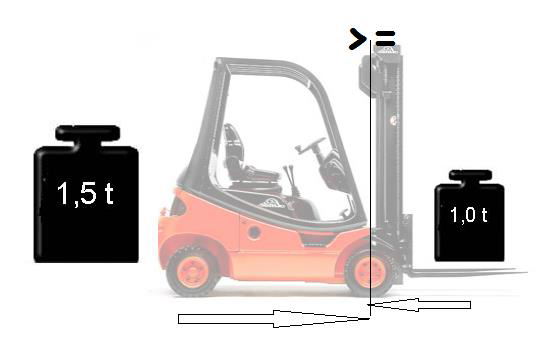 > =
1,5 t
1,0 t